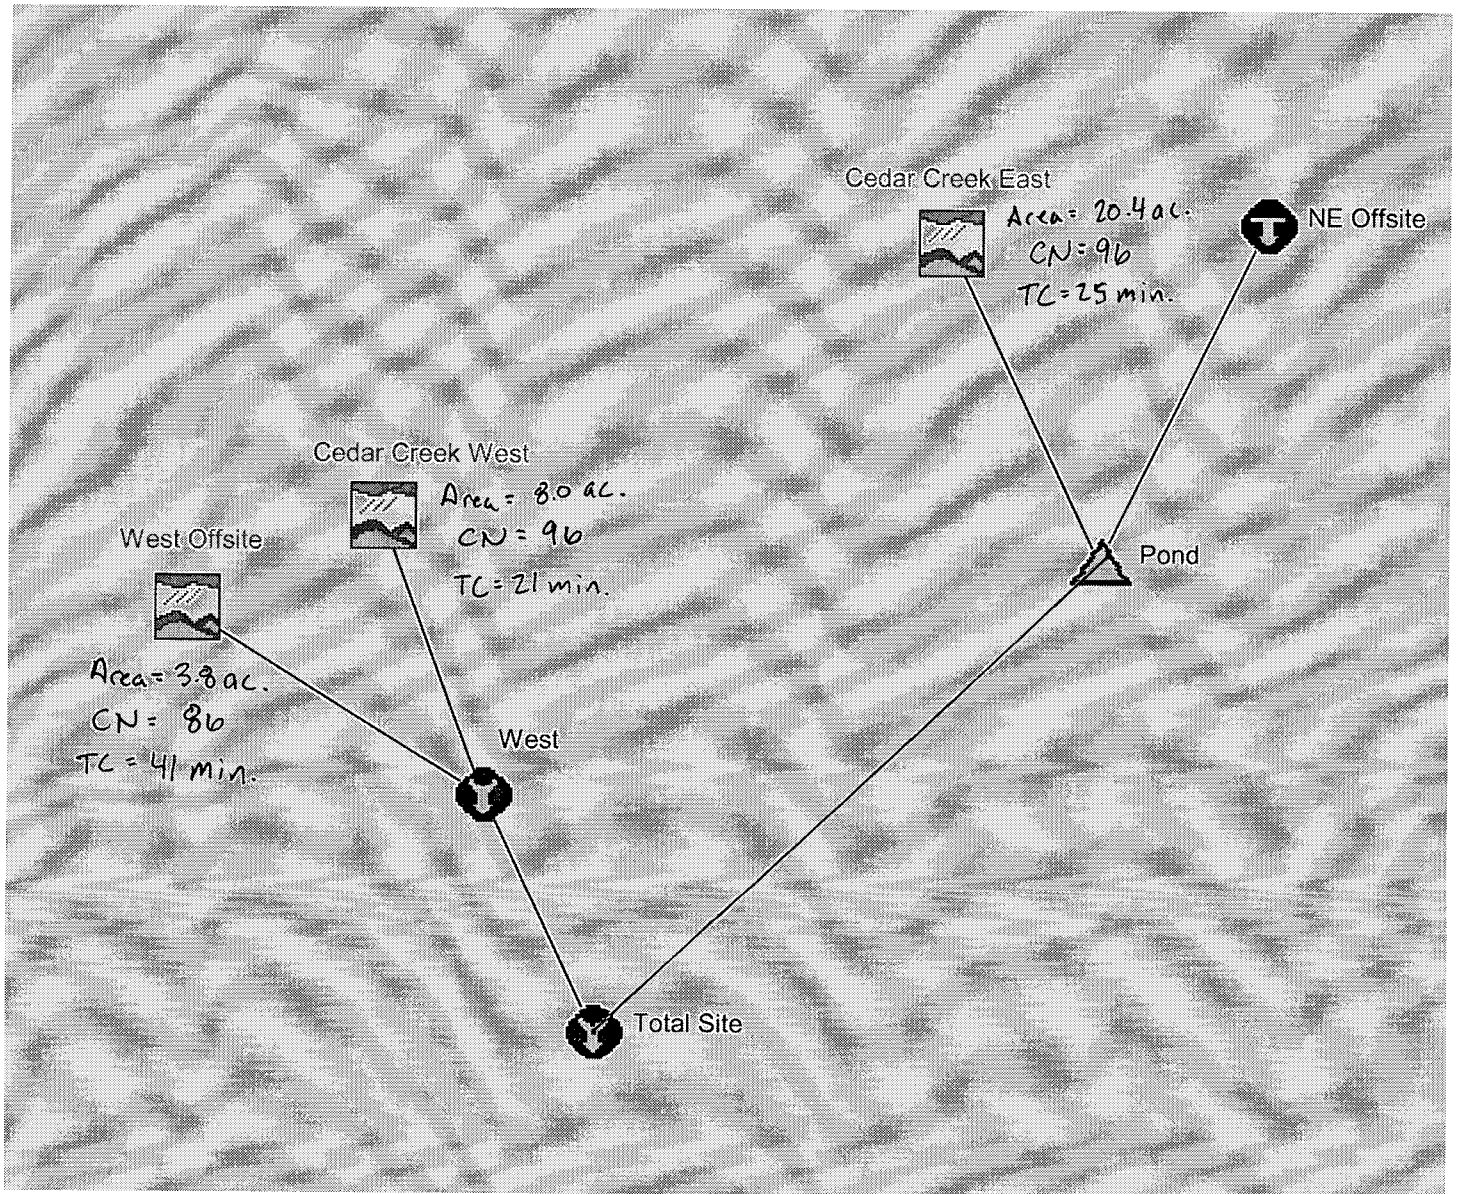 Cedar Creek East
Area = 20.4 ac.
CN = 96
TC = 25 min.
NE Offsite
Cedar Creek West
Area = 8.0 ac.
CN = 96
TC = 21 min.
West Offsite
Area = 3.8 ac.
CN = 86
TC = 41 min.
Pond
West
Total Site